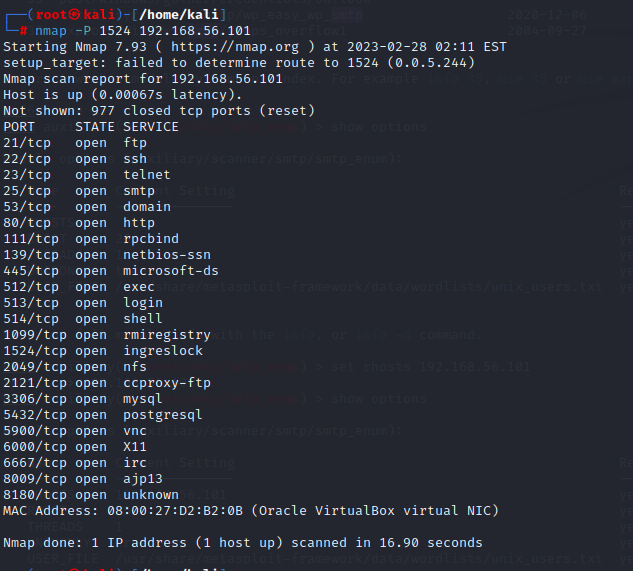 ┌──(root㉿kali)-[/home/kali]
└─# nmap -P 1524 192.168.56.101
Starting Nmap 7.93 ( https://nmap.org ) at 2023-02-28 02:11 EST
setup_target: failed to determine route to 1524 (0.0.5.244)
Nmap scan report for 192.168.56.101
Host is up (0.00067s latency).
Not shown: 977 closed tcp ports (reset)
PORT     STATE SERVICE
21/tcp   open  ftp
22/tcp   open  ssh
23/tcp   open  telnet
25/tcp   open  smtp
53/tcp   open  domain
80/tcp   open  http
111/tcp  open  rpcbind
139/tcp  open  netbios-ssn
445/tcp  open  microsoft-ds
512/tcp  open  exec
513/tcp  open  login
514/tcp  open  shell
1099/tcp open  rmiregistry
1524/tcp open  ingreslock
2049/tcp open  nfs
2121/tcp open  ccproxy-ftp
3306/tcp open  mysql
5432/tcp open  postgresql
5900/tcp open  vnc
6000/tcp open  X11
6667/tcp open  irc
8009/tcp open  ajp13
8180/tcp open  unknown
MAC Address: 08:00:27:D2:B2:0B (Oracle VirtualBox virtual NIC)
Nmap done: 1 IP address (1 host up) scanned in 16.90 seconds